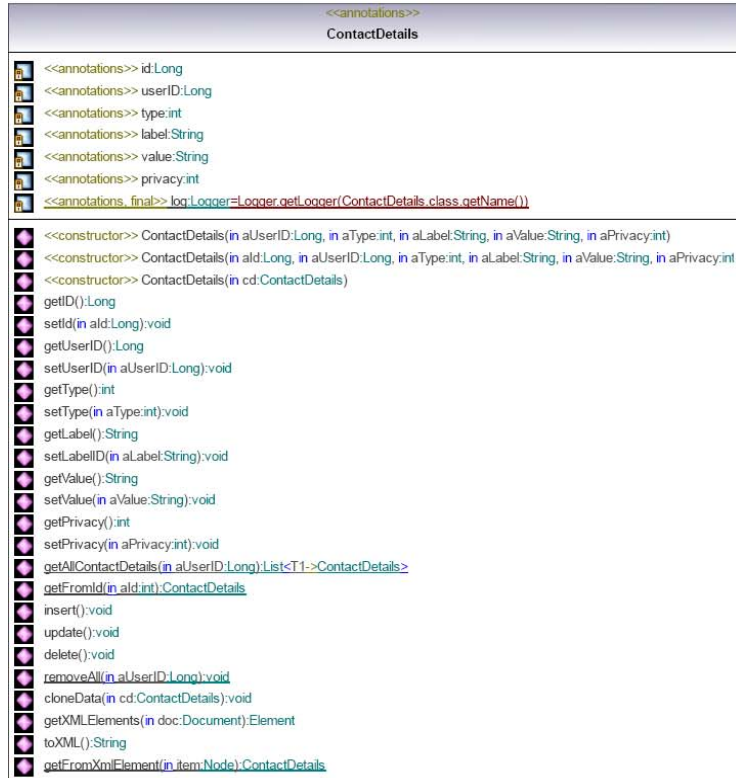 <<annotations>>
ContactDetails
<<annotations>> id:Long
<<annotations>> userID:Long
<<annotations>> type:int
<<annotations>> label:String
<<annotations>> value:String
<<annotations>> privacy:int
<<annotations, final>> log:Logger=Logger.getLogger(ContactDetails.class.getName())
<<constructor>> ContactDetails(in aUserID:Long, in aType:int, in aLabel:String, in aValue:String, in aPrivacy:int)
<<constructor>> ContactDetails(in aId:Long, in aUserID:Long, in aType:int, in aLabel:String, in aValue:String, in aPrivacy:int
<<constructor>> ContactDetails(in cd:ContactDetails)
getID():Long
setId(in aId:Long):void
getUserID():Long
setUserID(in aUserID:Long):void
getType():int
setType(in aType:int):void
getLabel():String
setLabelID(in aLabel:String):void
getValue():String
setValue(in aValue:String):void
getPrivacy():int
setPrivacy(in aPrivacy:int):void
getAllContactDetails(in aUserID:Long):List<T1->ContactDetails>
getFromId(in aId:int):ContactDetails
insert():void
update():void
delete():void
removeAll(in aUserID:Long):void
cloneData(in cd:ContactDetails):void
getXMLElements(in doc:Document):Element
toXML():String
getFromXmlElement(in item:Node):ContactDetails